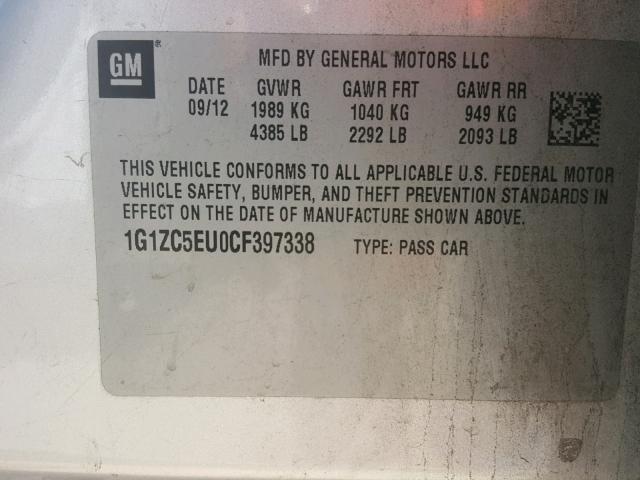 GM ® MFD BY GENERAL MOTORS LLC
DATE GVWR GAWR FRT GAWR RR
09/12 1989 KG 1040 KG 949 KG
4385 LB 2292 LB 2093 LB
THIS VEHICLE CONFORMS TO ALL APPLICABLE U.S. FEDERAL MOTOR
VEHICLE SAFETY, BUMPER, AND THEFT PREVENTION STANDARDS IN
EFFECT ON THE DATE OF MANUFACTURE SHOWN ABOVE.
1G1ZC5EU0CF397338 TYPE: PASS CAR